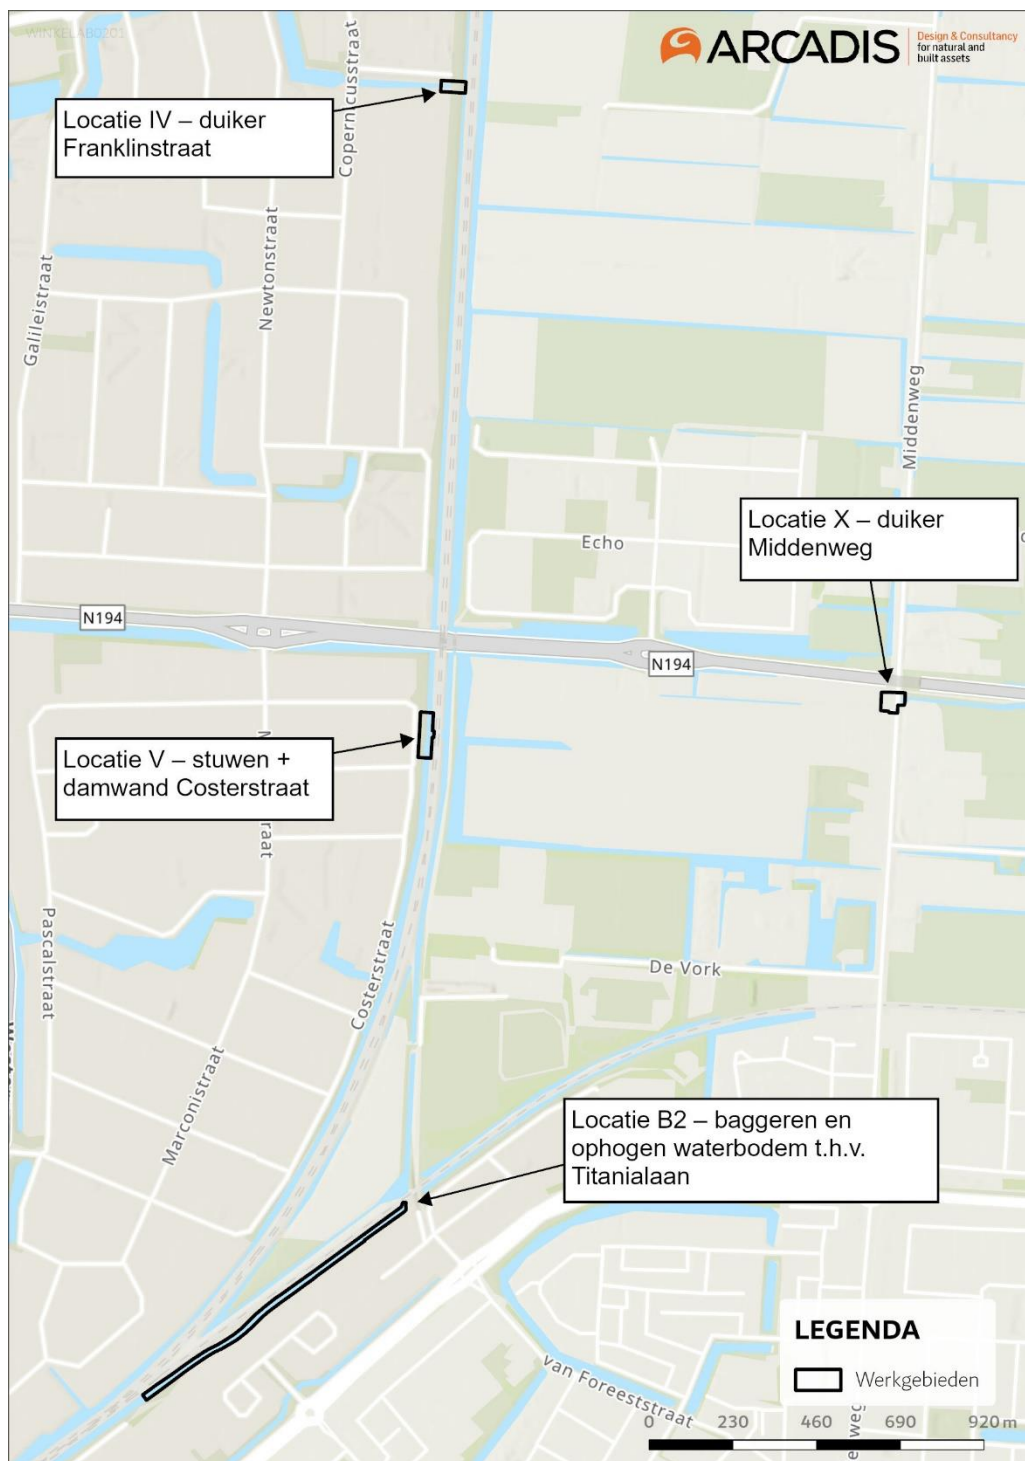 WINKELAB0201
ARCADIS
Design & Consultancy
for natural and
built assets
Locatie IV – duiker
Franklinstraat
Copernicusstraat
Galileistraat
Newtonstraat
Middenweg
Locatie X – duiker
Middenweg
Echo
N194
N194
Locatie V – stuwen +
damwand Costerstraat
raat
Pascalstraat
Costerstraat
De Vork
Marconistraat
Locatie B2 – baggeren en
ophogen waterbodem t.h.v.
Titanialaan
van Foreeststraat
LEGENDA
Werkgebieden
0 230 460 690 920 m